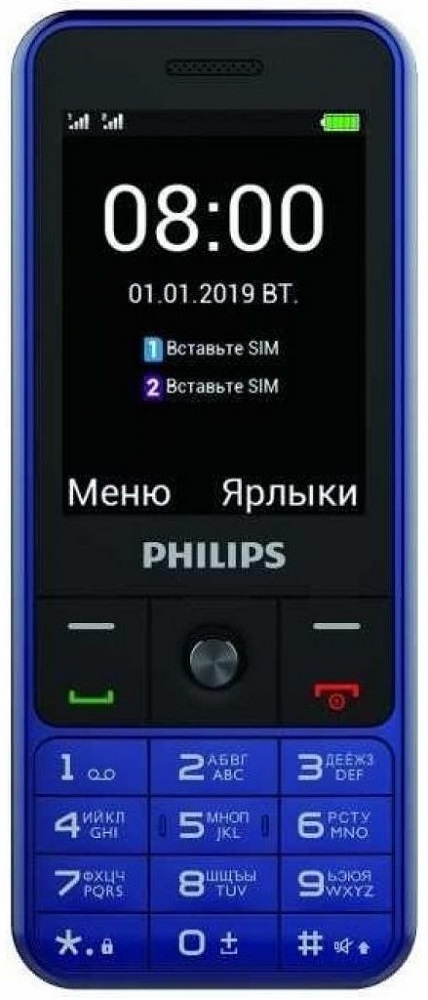 08:00
01.01.2019 ВТ.
1 Вставьте SIM
2 Вставьте SIM
Меню Ярлыки
PHILIPS
1 2 АБВГ ABC 3 ДЕЁЖЗ DEF
4 ИЙКЛ GHI 5 МНОП JKL 6 РСТУ MNO
7 ФХЦЧ PQRS 8 ШЩЪЫ TUV 9 ЬЭЮЯ WXYZ
*. 0 ± #